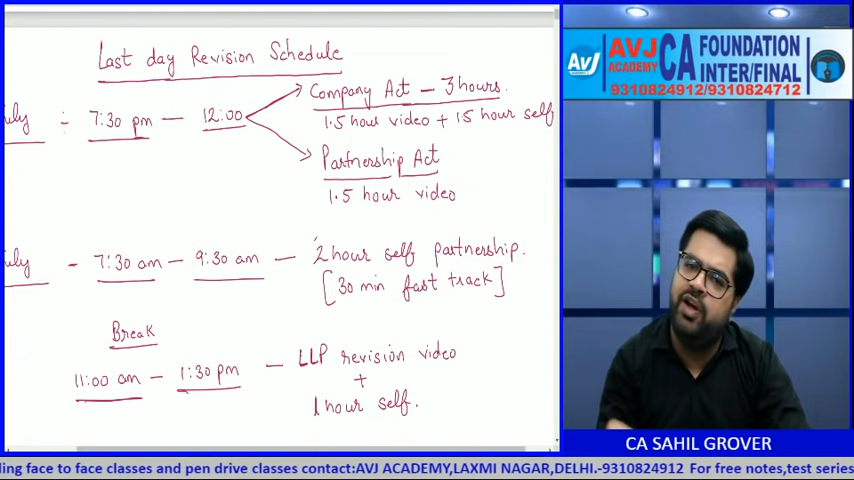 Last day Revision Schedule
uly : 7:30 pm — 12:00
Company Act - 3 hours.
1.5 hour video + 1.5 hour self
Partnership Act
1.5 hour video
uly - 7:30 am — 9:30 am — 2 hour self partnership.
[30 min fast track]
Break
11:00 am — 1:30 pm — LLP revision video
+
1 hour self.
AVJ
AVJ ACADEMY
CA FOUNDATION
INTER/FINAL
9310824912/9310824712
CA SAHIL GROVER
ding face to face classes and pen drive classes contact:AVJ ACADEMY,LAXMI NAGAR,DELHI.-9310824912 For free notes,test series